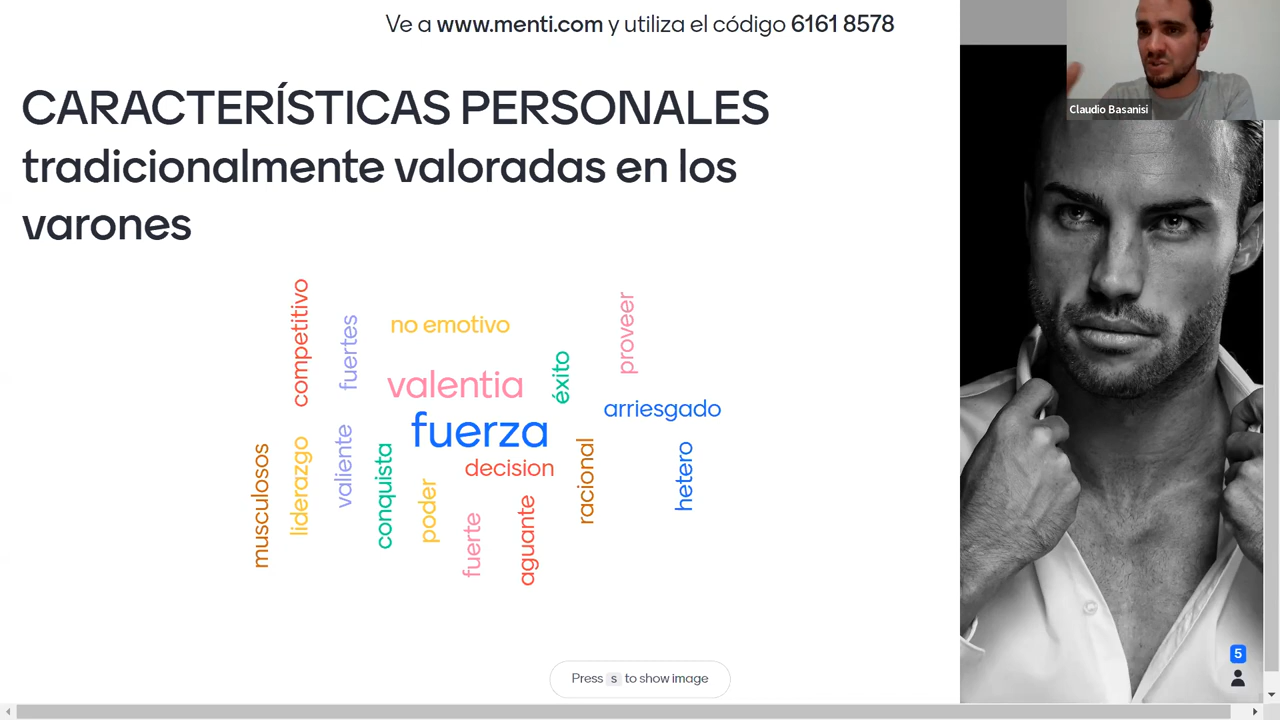 Ve a www.menti.com y utiliza el código 6161 8578
Claudio Basanisi
CARACTERÍSTICAS PERSONALES
tradicionalmente valoradas en los
varones
competitivo
fuertes
no emotivo
proveer
valentia
éxito
arriesgado
fuerza
musculosos
liderazgo
valiente
conquista
decision
racional
hetero
poder
fuerte
aguante
5
Press s to show image